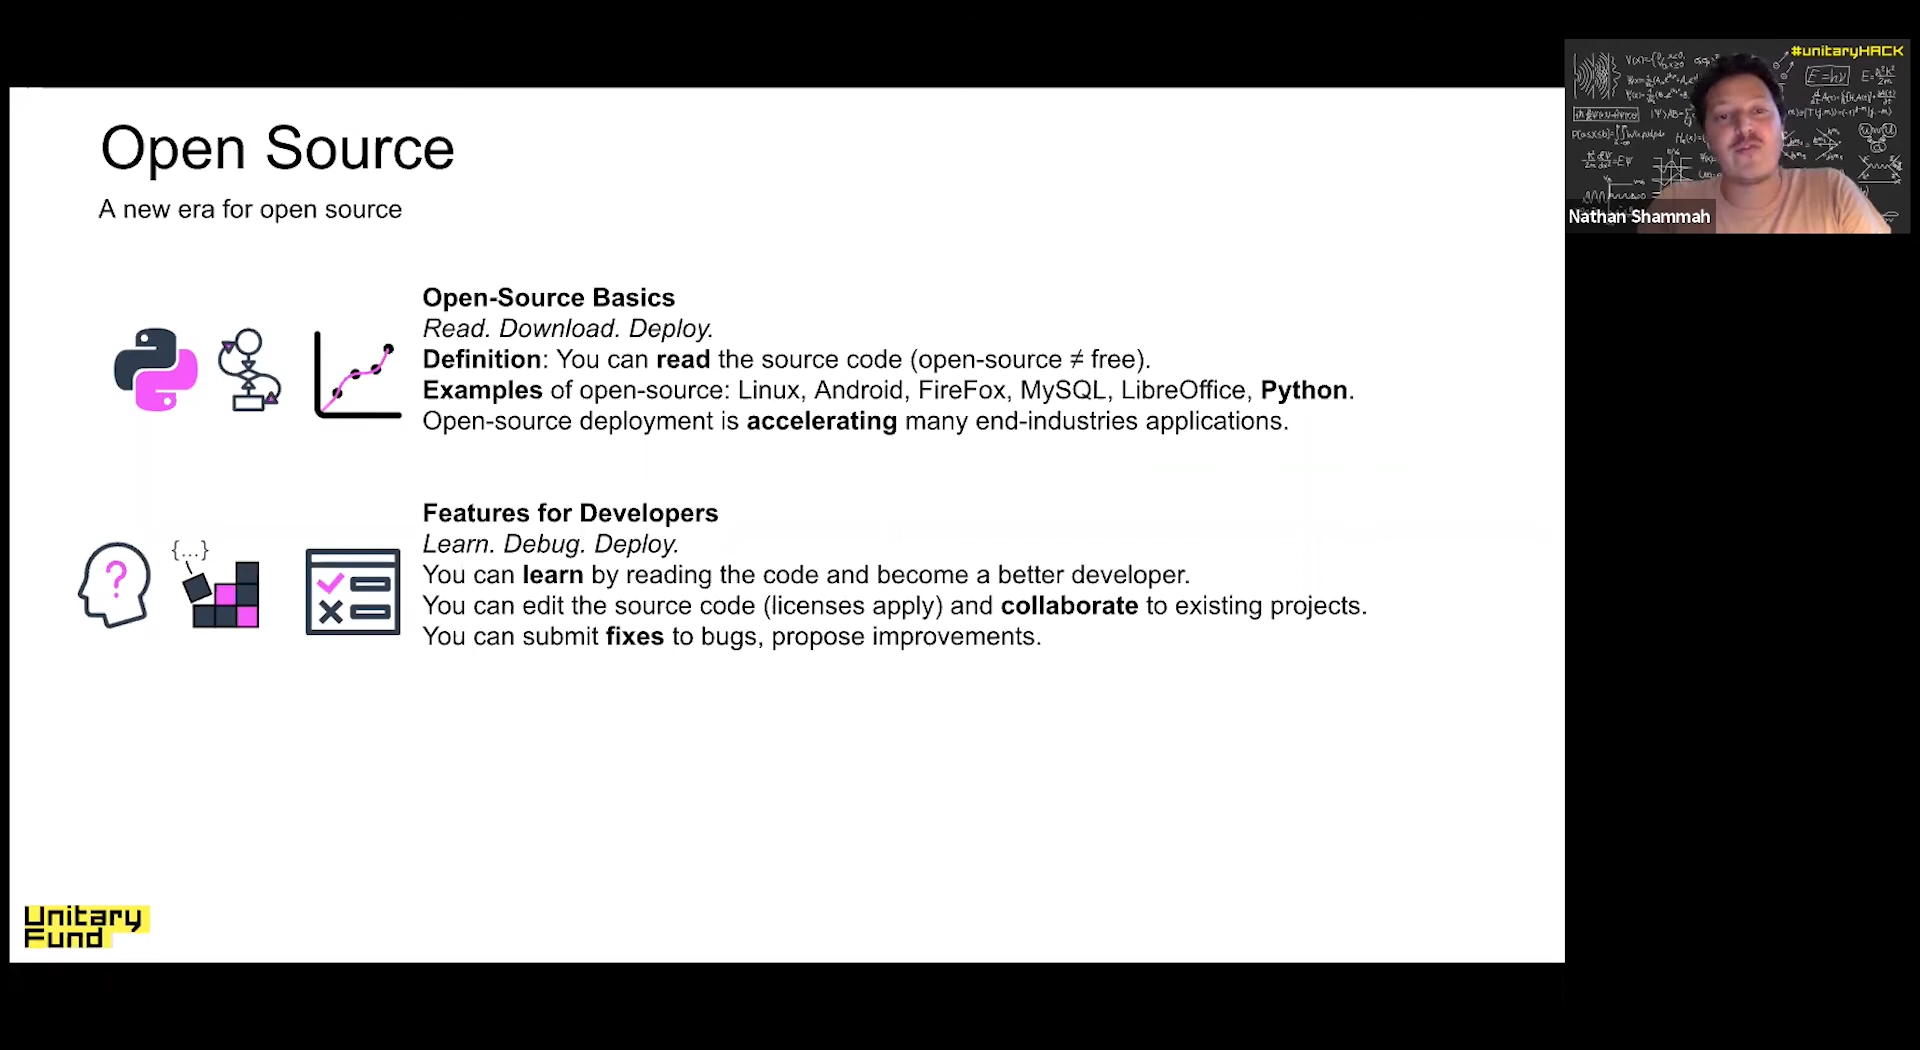 Open Source
A new era for open source
Open-Source Basics
Read. Download. Deploy.
Definition: You can read the source code (open-source ≠ free).
Examples of open-source: Linux, Android, FireFox, MySQL, LibreOffice, Python.
Open-source deployment is accelerating many end-industries applications.
{...}
Features for Developers
Learn. Debug. Deploy.
You can learn by reading the code and become a better developer.
You can edit the source code (licenses apply) and collaborate to existing projects.
You can submit fixes to bugs, propose improvements.
?
Unitary
Fund
#unitaryHACK
E=hν
Nathan Shammah